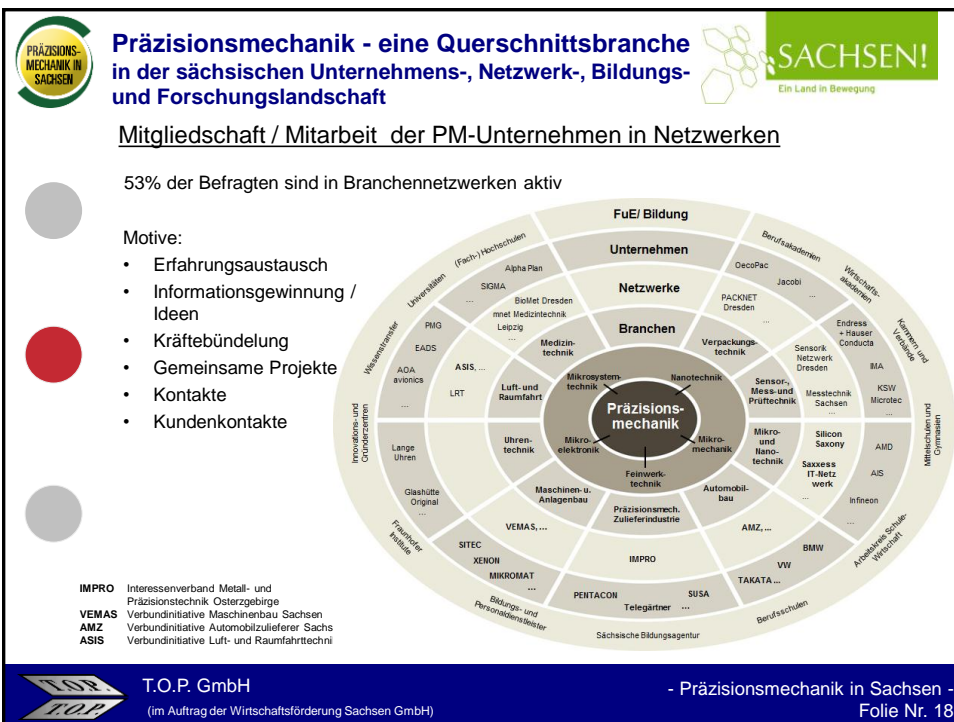 PRÄZISIONS-
MECHANIK IN
SACHSEN
Präzisionsmechanik - eine Querschnittsbranche
in der sächsischen Unternehmens-, Netzwerk-, Bildungs-
und Forschungslandschaft
SACHSEN!
Ein Land in Bewegung
Mitgliedschaft / Mitarbeit der PM-Unternehmen in Netzwerken
53% der Befragten sind in Branchennetzwerken aktiv
Motive:
• Erfahrungsaustausch
• Informationsgewinnung /
Ideen
• Kräftebündelung
• Gemeinsame Projekte
• Kontakte
• Kundenkontakte
FuE/ Bildung
Unternehmen
Netzwerke
Branchen
Präzisions-
mechanik
Mikrosystem-
technik
Nanotechnik
Mikro-
elektronik
Mikro-
mechanik
Feinwerk-
technik
Medizin-
technik
Verpackungs-
technik
Luft- und
Raumfahrt
Sensor-,
Mess-und
Prüftechnik
Uhren-
technik
Mikro
und
Nano-
technik
Maschinen- u.
Anlagenbau
Automobil-
bau
Präzisionsmech.
Zulieferindustrie
BioMet Dresden
mnet Medizintechnik
Leipzig
...
PACKNET
Dresden
...
ASIS, ...
LRT
Sensorik
Netzwerk
Dresden
Messtechnik
Sachsen
...
Silicon
Saxony
Saxxess
IT-Netz
werk
...
VEMAS, ...
IMPRO
AMZ, ...
Alpha Plan
SIGMA
...
OecoPac
Jacobi
...
PMG
EADS
AOA
avionics
...
Endress
+ Hauser
Conducta
IMA
KSW
Microtec
...
Lange
Uhren
Glashütte
Original
...
AMD
AIS
Infineon
...
SITEC
XENON
MIKROMAT
...
PENTACON
Telegärtner
SUSA
...
BMW
VW
TAKATA ...
(Fach-) Hochschulen
Universitäten
Wissenstransfer
Innovations- und
Gründerzentren
Fraunhofer
Institute
Bildungs- und
Personaldienstleister
Sächsische Bildungsagentur
Berufsschulen
Arbeitskreis Schule-
Wirtschaft
Mittelschulen und
Gymnasien
Kammern und
Verbände
Wirtschafts-
akademien
Berufsakademien
IMPRO Interessenverband Metall- und
Präzisionstechnik Osterzgebirge
VEMAS Verbundinitiative Maschinenbau Sachsen
AMZ Verbundinitiative Automobilzulieferer Sachs
ASIS Verbundinitiative Luft- und Raumfahrttechni
T.O.P.
T.O.P.
T.O.P. GmbH
(im Auftrag der Wirtschaftsförderung Sachsen GmbH)
- Präzisionsmechanik in Sachsen -
Folie Nr. 18